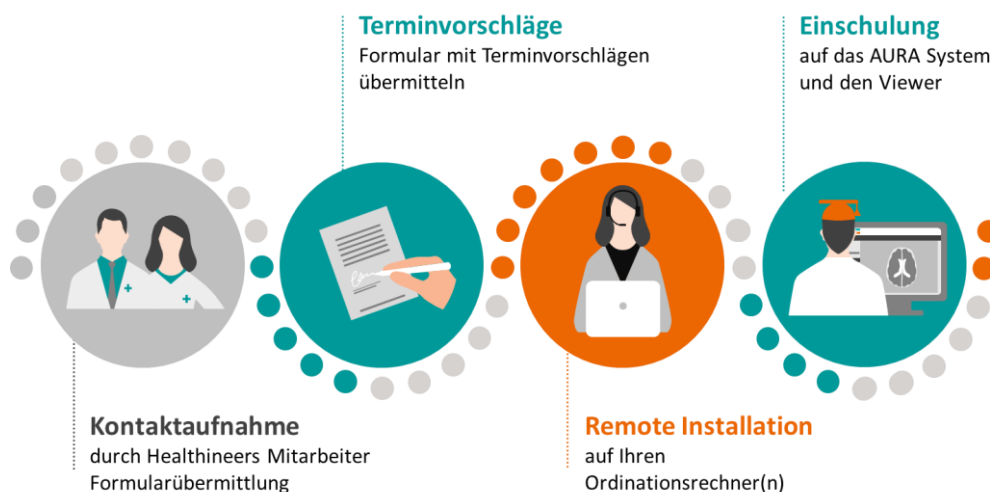 Terminvorschläge
Formular mit Terminvorschlägen
übermitteln
Einschulung
auf das AURA System
und den Viewer
Kontaktaufnahme
durch Healthineers Mitarbeiter
Formularübermittlung
Remote Installation
auf Ihren
Ordinationsrechner(n)